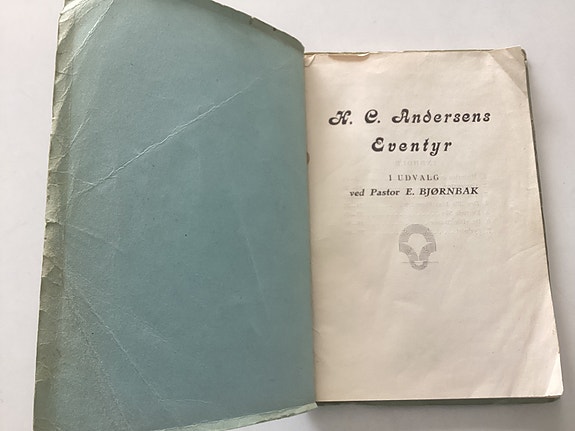 H. C. Andersens
Eventyr
I UDVALG
ved Pastor E. BJØRNBAK